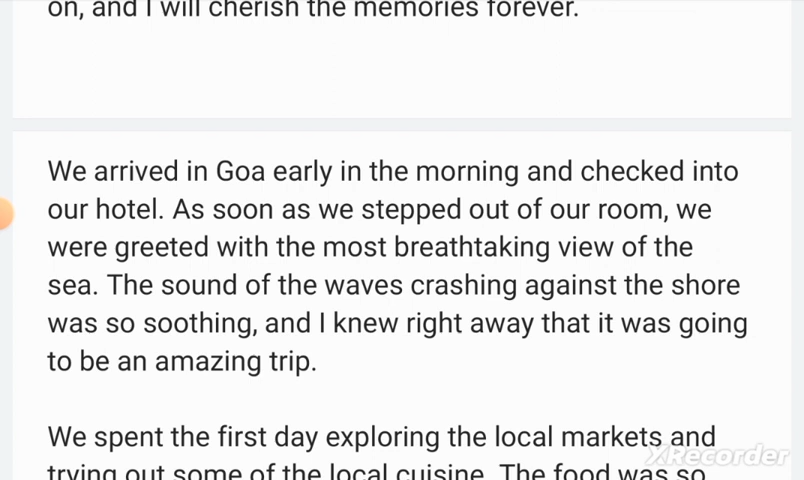 on, and I will cherish the memories forever.
We arrived in Goa early in the morning and checked into
our hotel. As soon as we stepped out of our room, we
were greeted with the most breathtaking view of the
sea. The sound of the waves crashing against the shore
was so soothing, and I knew right away that it was going
to be an amazing trip.
We spent the first day exploring the local markets and
XRecorder
trying out some of the local cuisine. The food was so